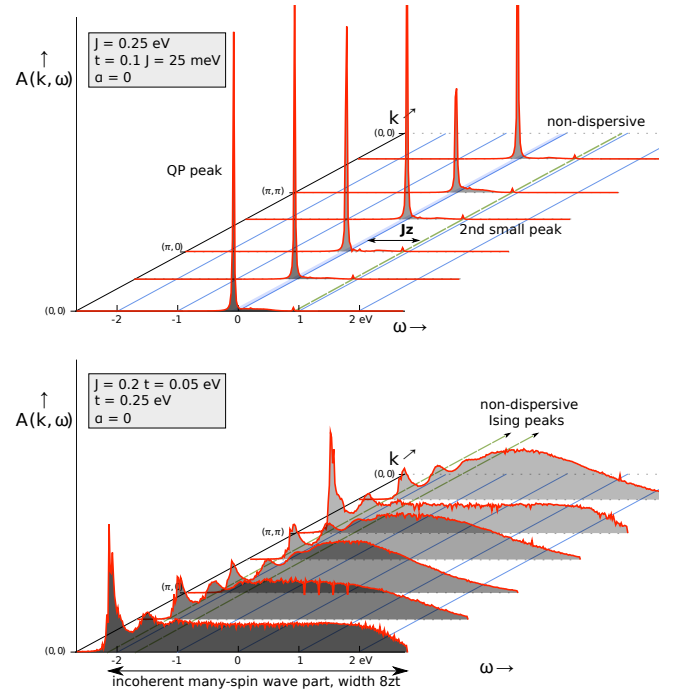 J = 0.25 eV
t = 0.1 J = 25 meV
α = 0
↑
A(k,ω)
k ↗
(0,0)
non-dispersive
QP peak
(π,π)
Jz
2nd small peak
(π,0)
(0,0)
-2 -1 0 1 2 eV
ω→
J = 0.2 t = 0.05 eV
t = 0.25 eV
α = 0
↑
A(k,ω)
non-dispersive
Ising peaks
k ↗
(0,0)
(π,π)
(π,
(0,0)
-2 -1 0 1 2 eV
ω→
incoherent many-spin wave part, width 8zt